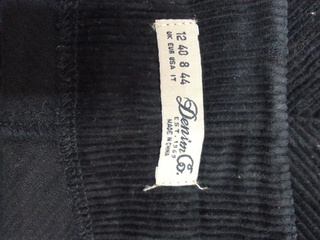 12 40 8 44
UK EUR USA IT
Denim Co.
EST. 1969
MADE IN CHINA